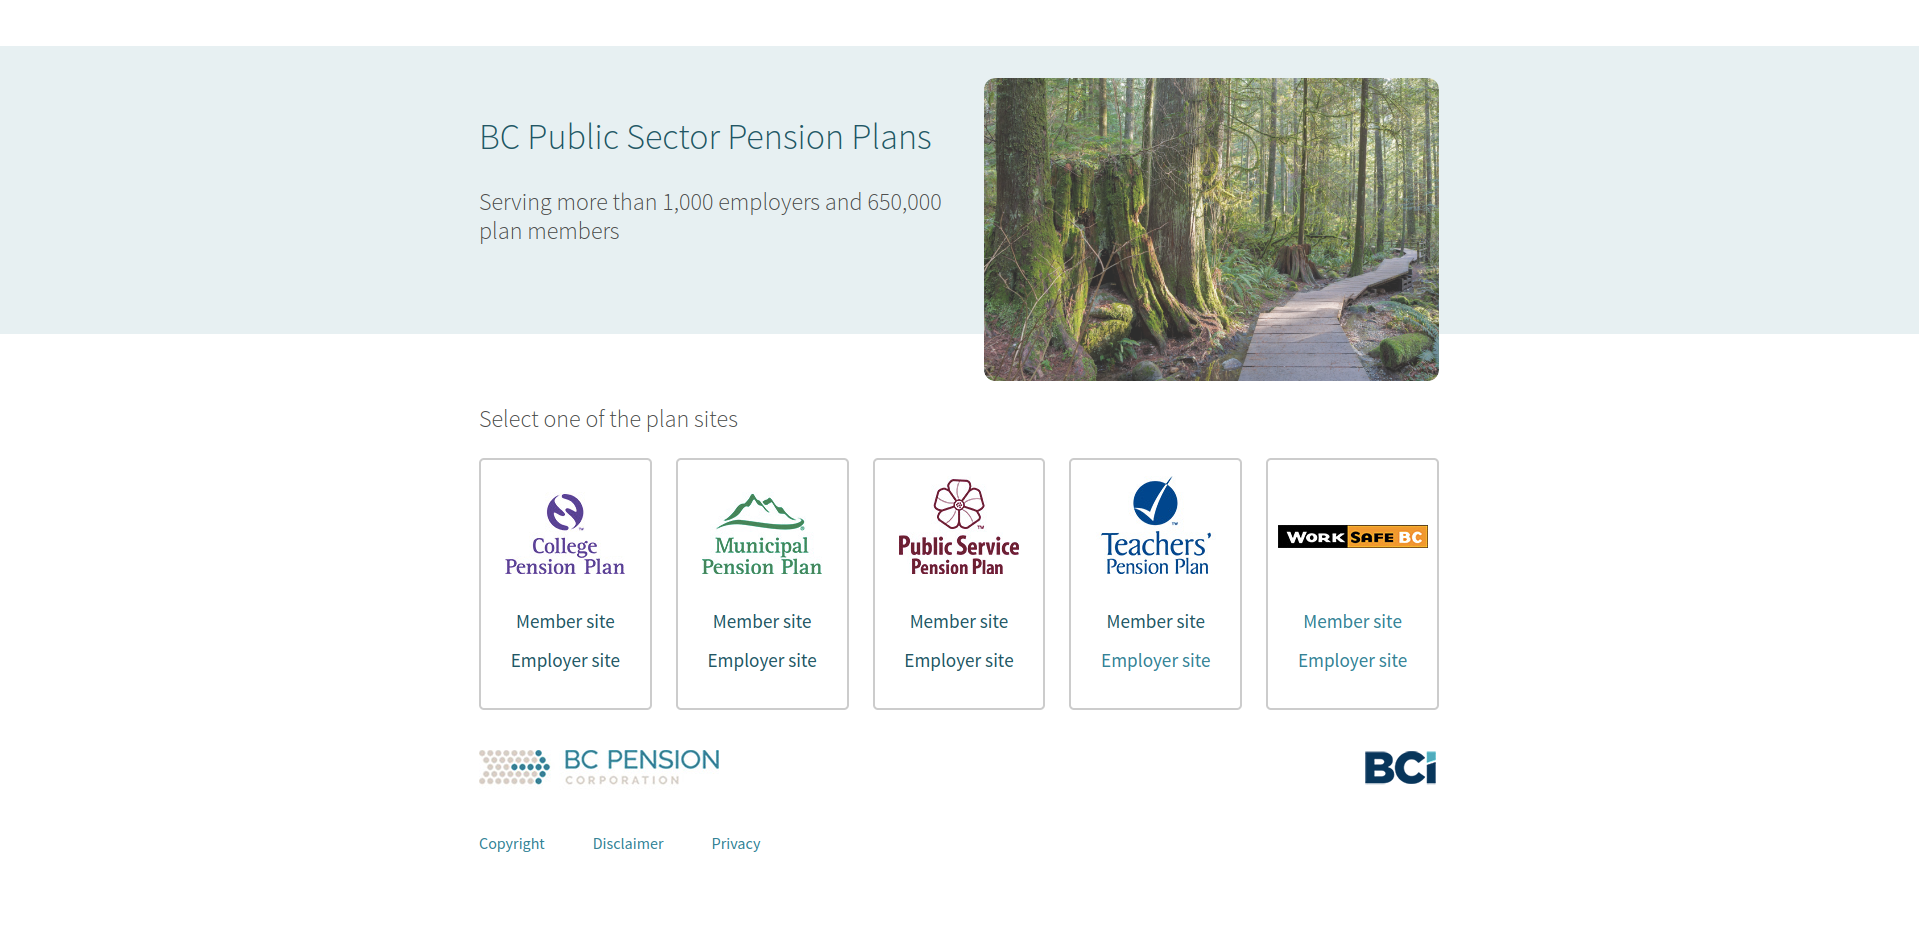 BC Public Sector Pension Plans
Serving more than 1,000 employers and 650,000
plan members
Select one of the plan sites
College
Pension Plan
Member site
Employer site
Municipal
Pension Plan
Member site
Employer site
Public Service
Pension Plan
Member site
Employer site
Teachers’
Pension Plan
Member site
Employer site
WORK SAFE BC
Member site
Employer site
BC PENSION
CORPORATION
BCi
Copyright
Disclaimer
Privacy